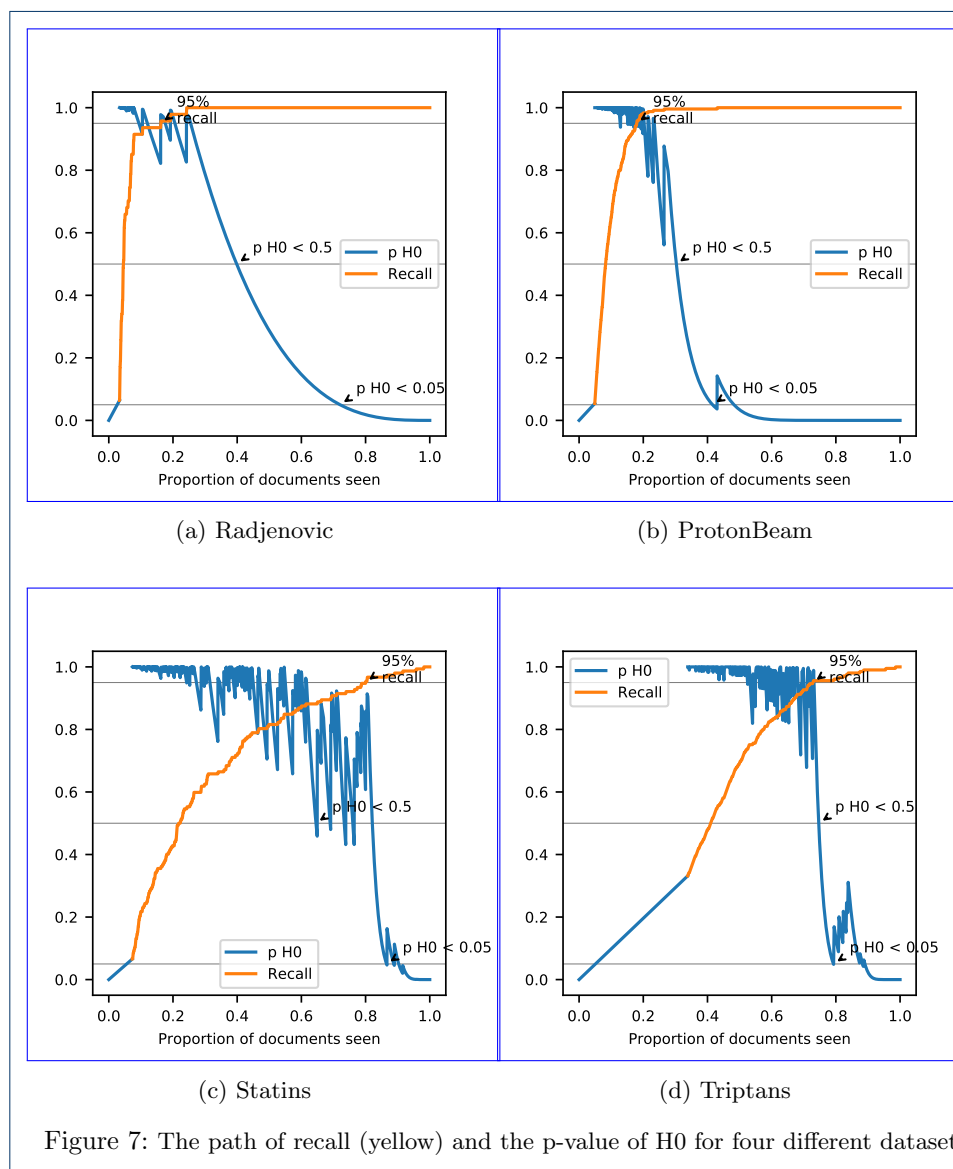 95%
recall
1.0
0.8
0.6
0.4
0.2
0.0
p H0 < 0.5
p H0
Recall
p H0 < 0.05
0.0 0.2 0.4 0.6 0.8 1.0
Proportion of documents seen
(a) Radjenovic
95%
recall
1.0
0.8
0.6
0.4
0.2
0.0
p H0 < 0.5
p H0
Recall
p H0 < 0.05
0.0 0.2 0.4 0.6 0.8 1.0
Proportion of documents seen
(b) ProtonBeam
95%
recall
1.0
0.8
0.6
0.4
0.2
0.0
p H0 < 0.5
p H0 < 0.05
p H0
Recall
0.0 0.2 0.4 0.6 0.8 1.0
Proportion of documents seen
(c) Statins
95%
recall
p H0
Recall
1.0
0.8
0.6
0.4
0.2
0.0
p H0 < 0.5
p H0 < 0.05
0.0 0.2 0.4 0.6 0.8 1.0
Proportion of documents seen
(d) Triptans
Figure 7: The path of recall (yellow) and the p-value of H0 for four different dataset